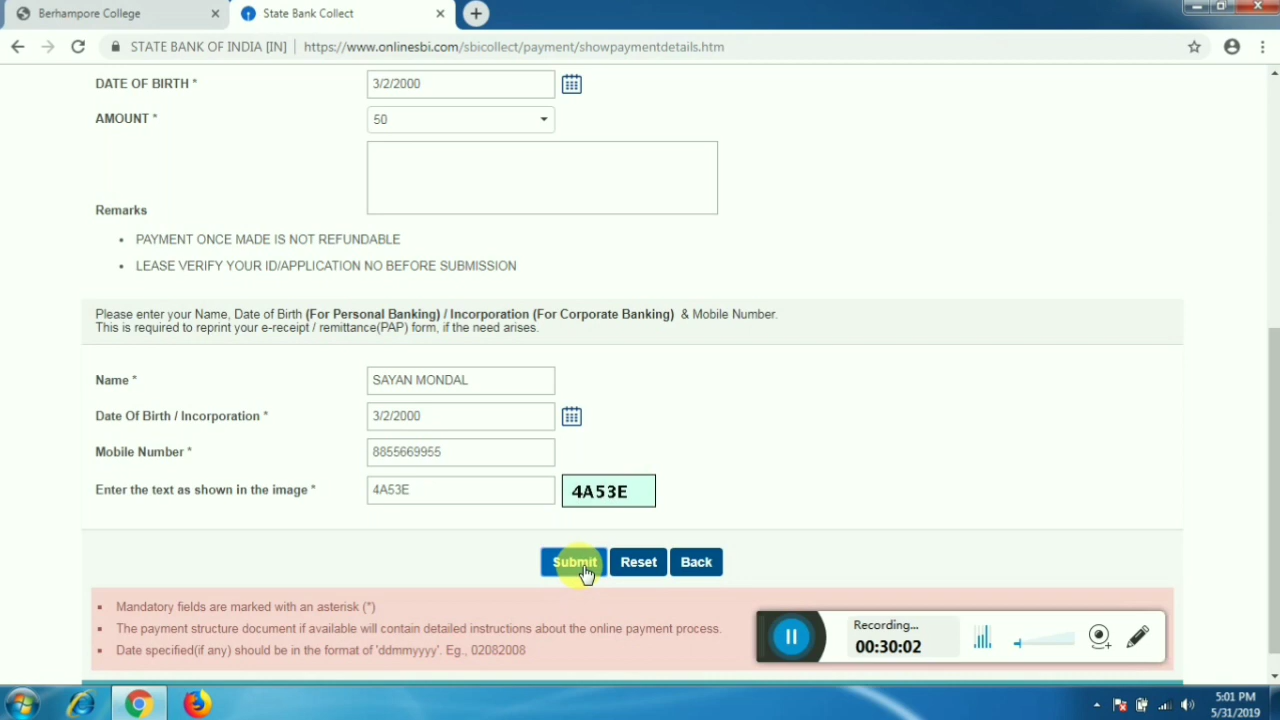 Berhampore College
State Bank Collect
STATE BANK OF INDIA [IN] https://www.onlinesbi.com/sbicollect/payment/showpaymentdetails.htm
DATE OF BIRTH * 3/2/2000
AMOUNT * 50
Remarks
• PAYMENT ONCE MADE IS NOT REFUNDABLE
• LEASE VERIFY YOUR ID/APPLICATION NO BEFORE SUBMISSION
Please enter your Name, Date of Birth (For Personal Banking) / Incorporation (For Corporate Banking) & Mobile Number.
This is required to reprint your e-receipt / remittance(PAP) form, if the need arises.
Name * SAYAN MONDAL
Date Of Birth / Incorporation * 3/2/2000
Mobile Number * 8855669955
Enter the text as shown in the image * 4A53E 4A53E
Submit Reset Back
Mandatory fields are marked with an asterisk (*)
The payment structure document if available will contain detailed instructions about the online payment process.
Date specified(if any) should be in the format of 'ddmmyyyy'. Eg., 02082008
Recording...
00:30:02
5:01 PM
5/31/2019